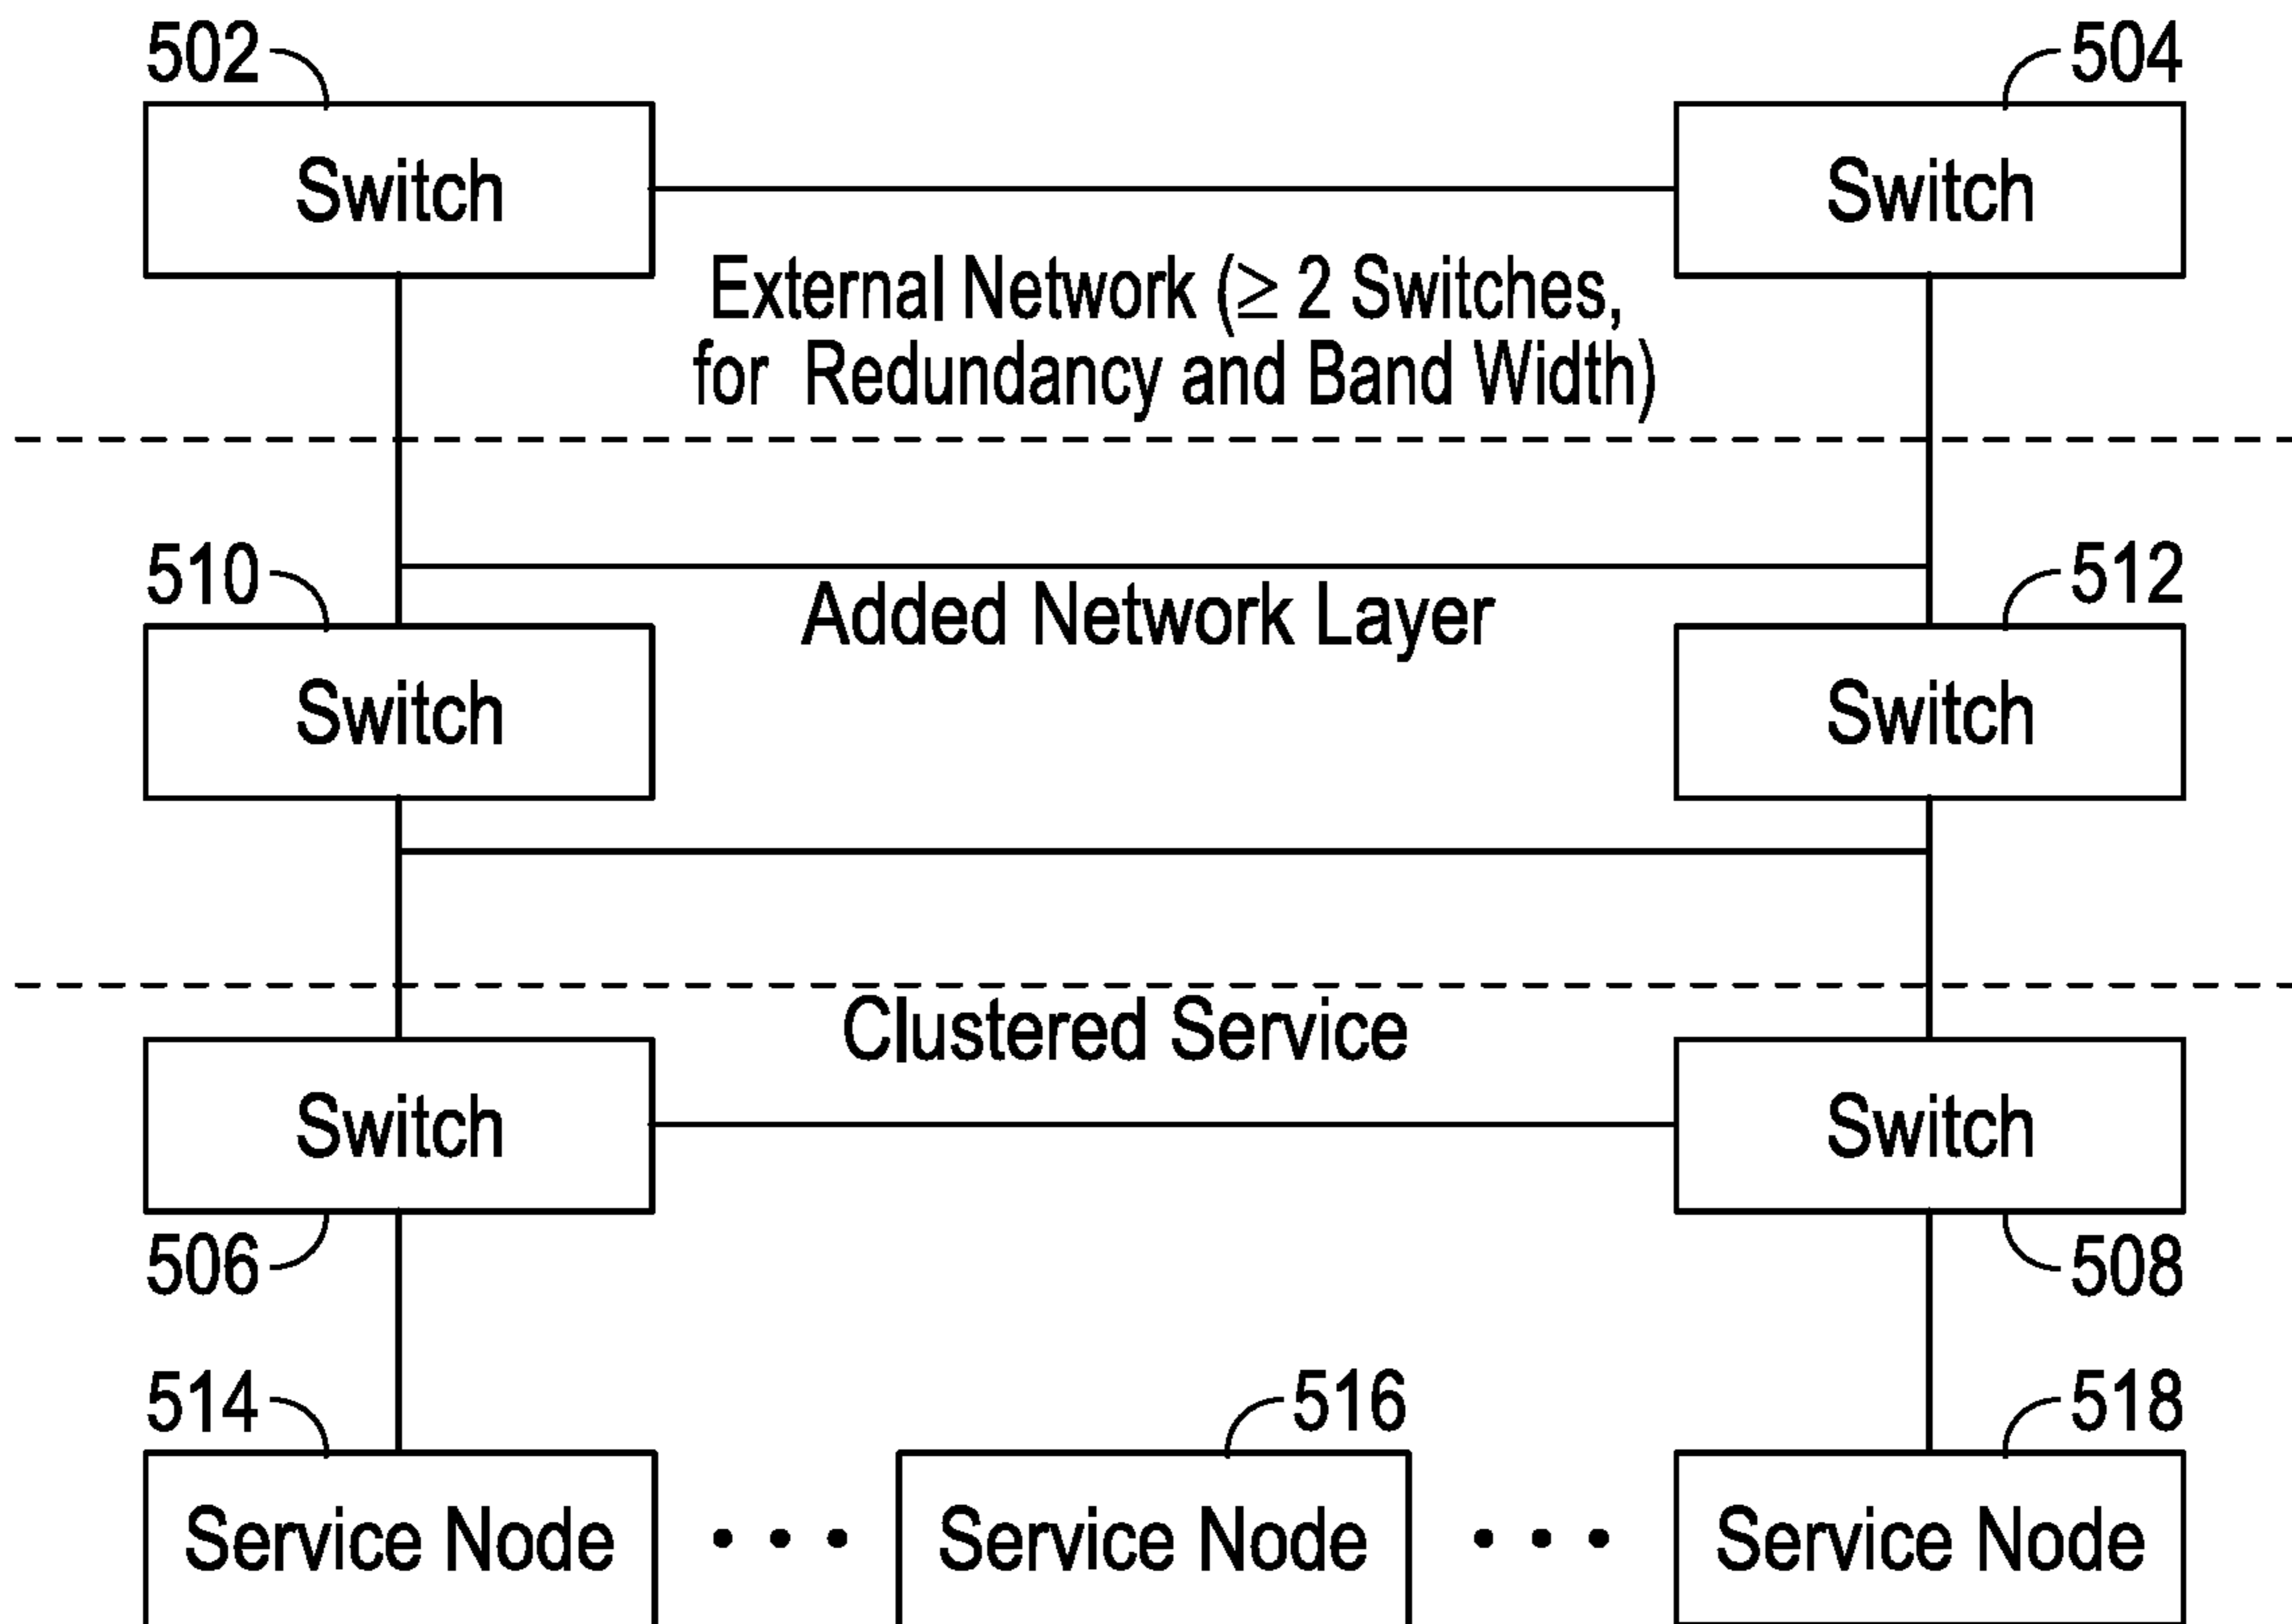 502
504
Switch
Switch
External Network (≥ 2 Switches,
for Redundancy and Band Width)
510
512
Added Network Layer
Switch
Switch
Clustered Service
Switch
Switch
506
508
514
516
518
Service Node
Service Node
Service Node